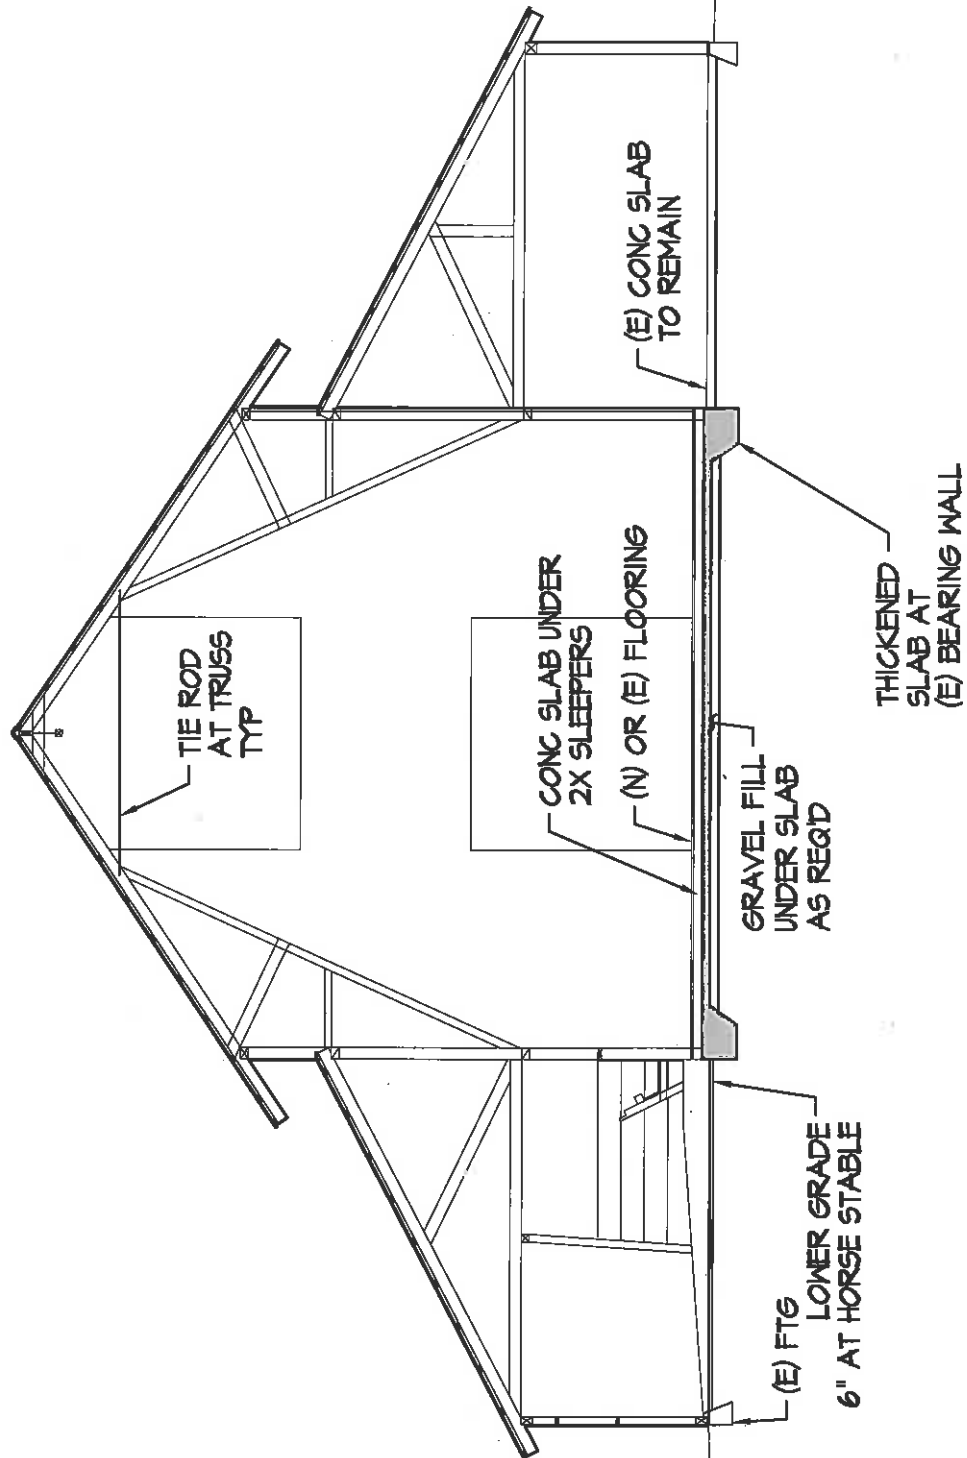 TIE ROD
AT TRUSS
TYP
CONC SLAB UNDER
2X SLEEPERS
(N) OR (E) FLOORING
(E) CONC SLAB
TO REMAIN
(E) FTG
LOWER GRADE
6" AT HORSE STABLE
GRAVEL FILL
UNDER SLAB
AS REQ'D
THICKENED
SLAB AT
(E) BEARING WALL